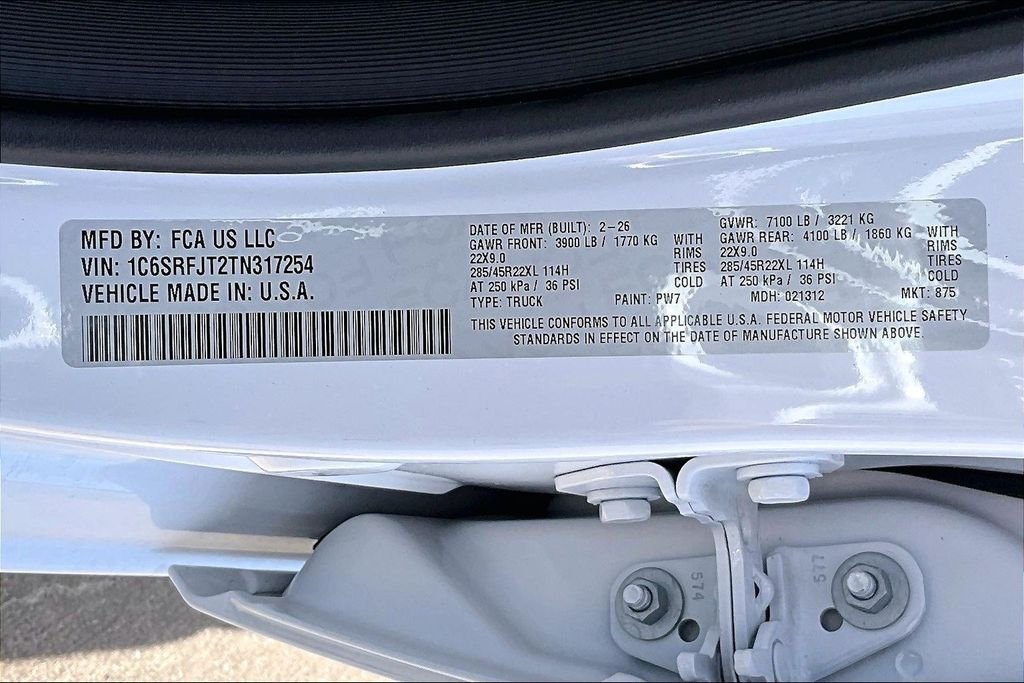 MFD BY: FCA US LLC
VIN: 1C6SRFJT2TN317254
VEHICLE MADE IN: U.S.A.
DATE OF MFR (BUILT): 2-26
GAWR FRONT: 3900 LB / 1770 KG WITH
22X9.0 RIMS
285/45R22XL 114H TIRES
AT 250 kPa / 36 PSI COLD
TYPE: TRUCK PAINT: PW7
GVWR: 7100 LB / 3221 KG
GAWR REAR: 4100 LB / 1860 KG WITH
22X9.0 RIMS
285/45R22XL 114H TIRES
AT 250 kPa / 36 PSI COLD
MDH: 021312 MKT: 875
THIS VEHICLE CONFORMS TO ALL APPLICABLE U.S.A. FEDERAL MOTOR VEHICLE SAFETY
STANDARDS IN EFFECT ON THE DATE OF MANUFACTURE SHOWN ABOVE.
574
577